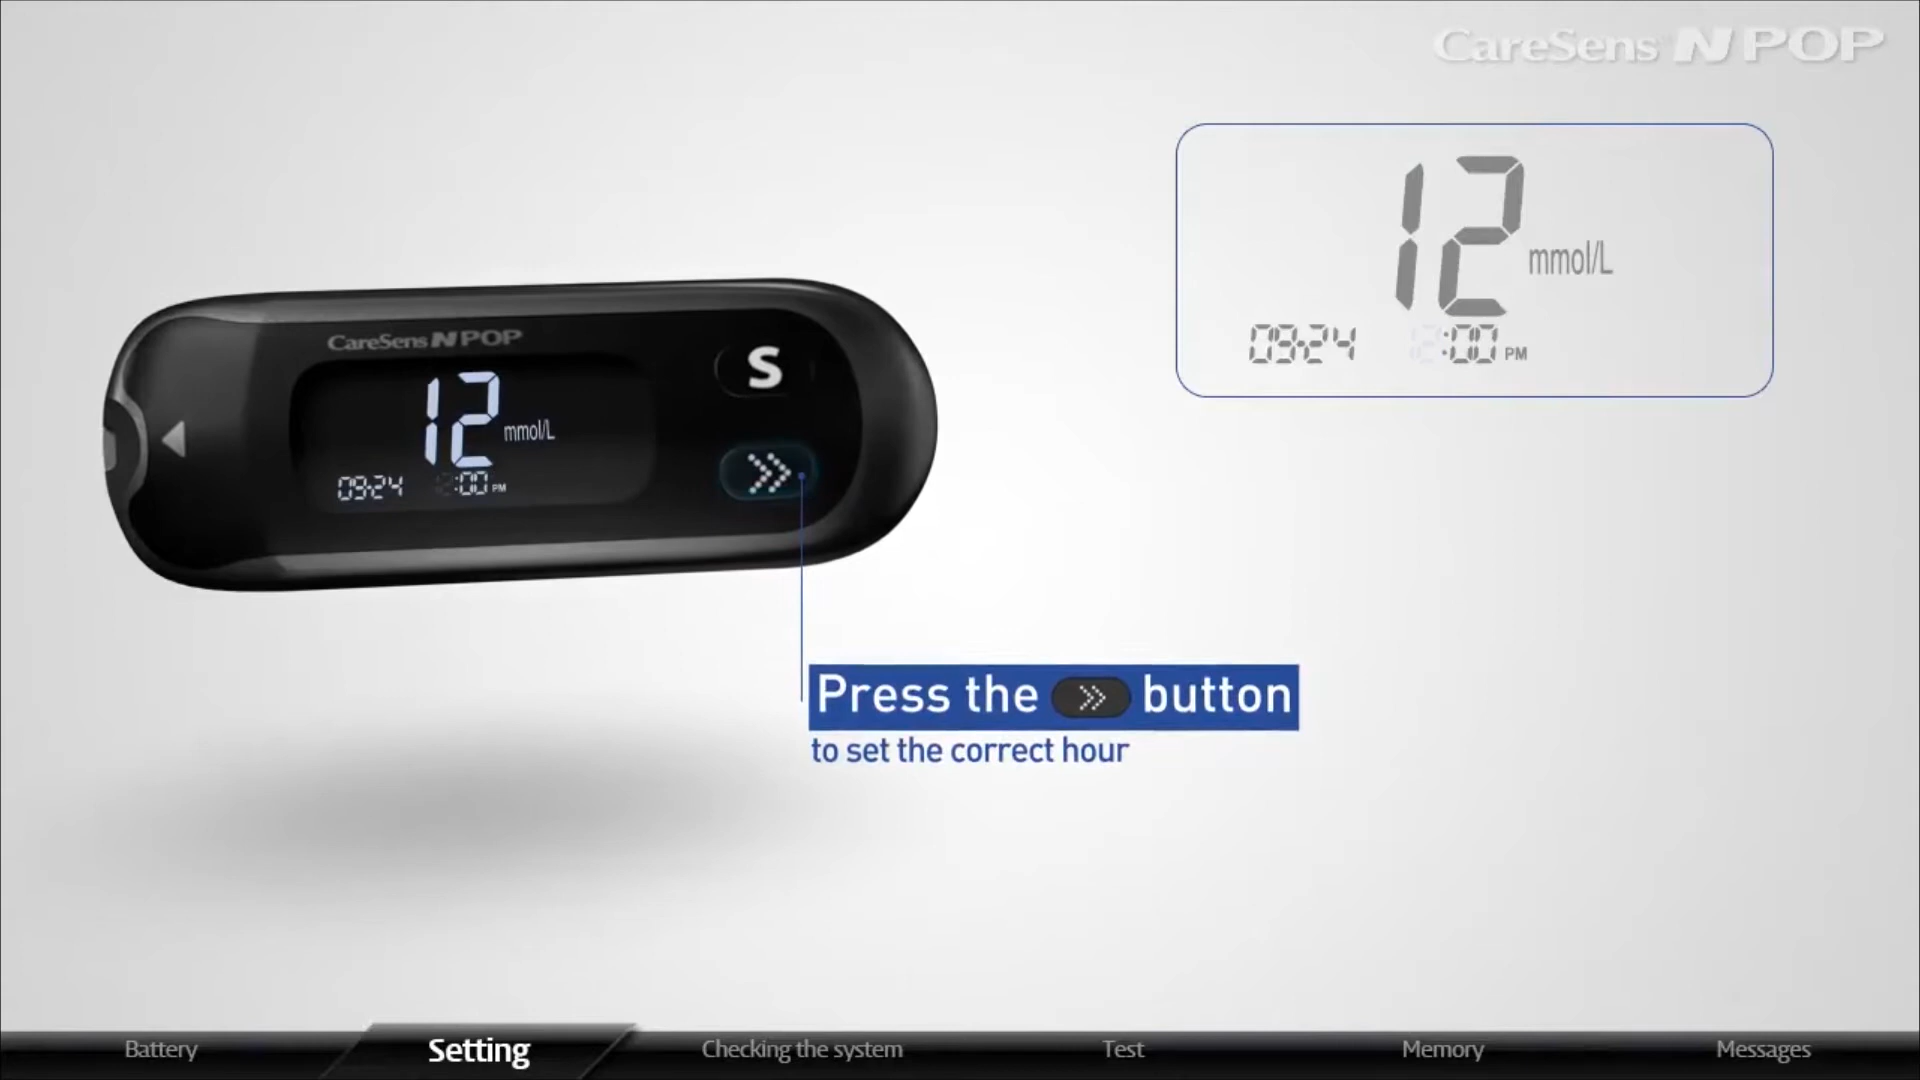 CareSens N POP
12
mmol/L
09-24 12:00 PM
CareSens N POP
S
12
mmol/L
09-24 :00 PM
Press the » button
to set the correct hour
Battery
Setting
Checking the system
Test
Memory
Messages